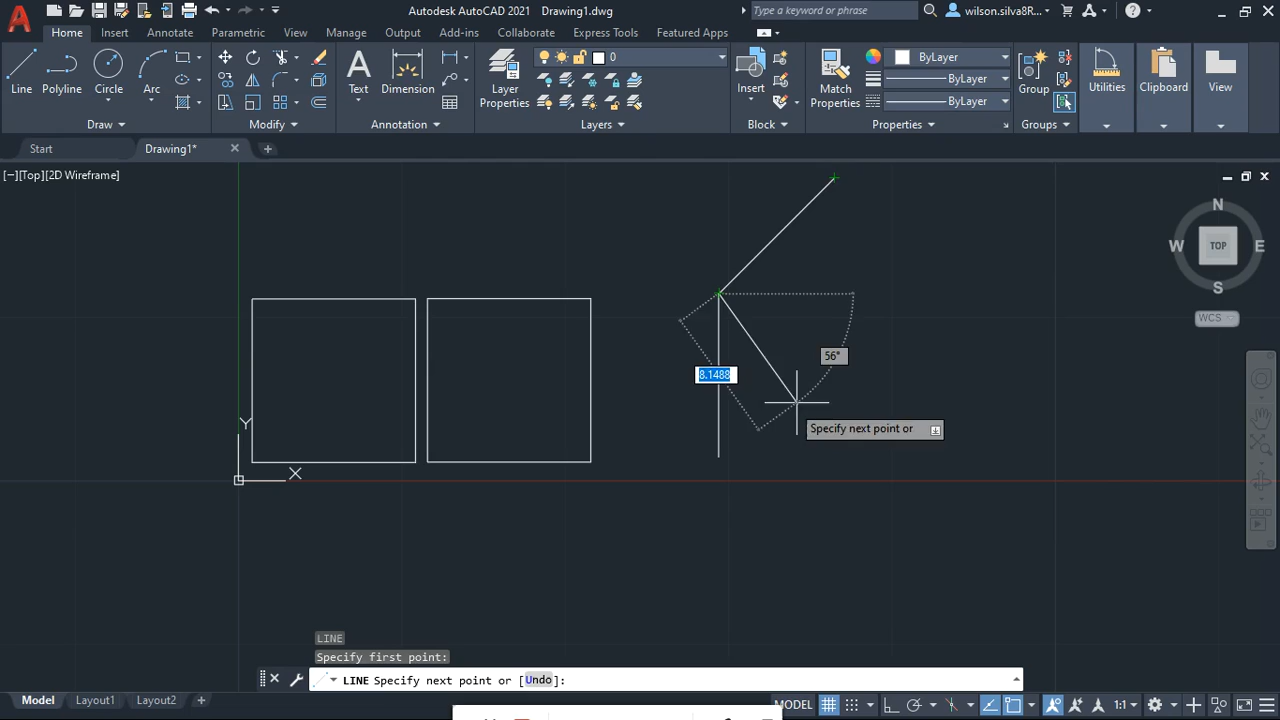 Autodesk AutoCAD 2021 Drawing1.dwg
Type a keyword or phrase
wilson.silva8R...
Home Insert Annotate Parametric View Manage Output Add-ins Collaborate Express Tools Featured Apps
0
ByLayer
ByLayer
ByLayer
Line Polyline Circle Arc
Text Dimension
Layer Properties
Insert
Match Properties
Group
Utilities
Clipboard
View
Draw Modify Annotation Layers Block Properties Groups
Start Drawing1*
[−][Top][2D Wireframe]
N
W TOP E
S
WCS
56°
8.1488
Specify next point or
Y
X
LINE
Specify first point:
LINE Specify next point or [Undo]:
Model Layout1 Layout2
MODEL
1:1